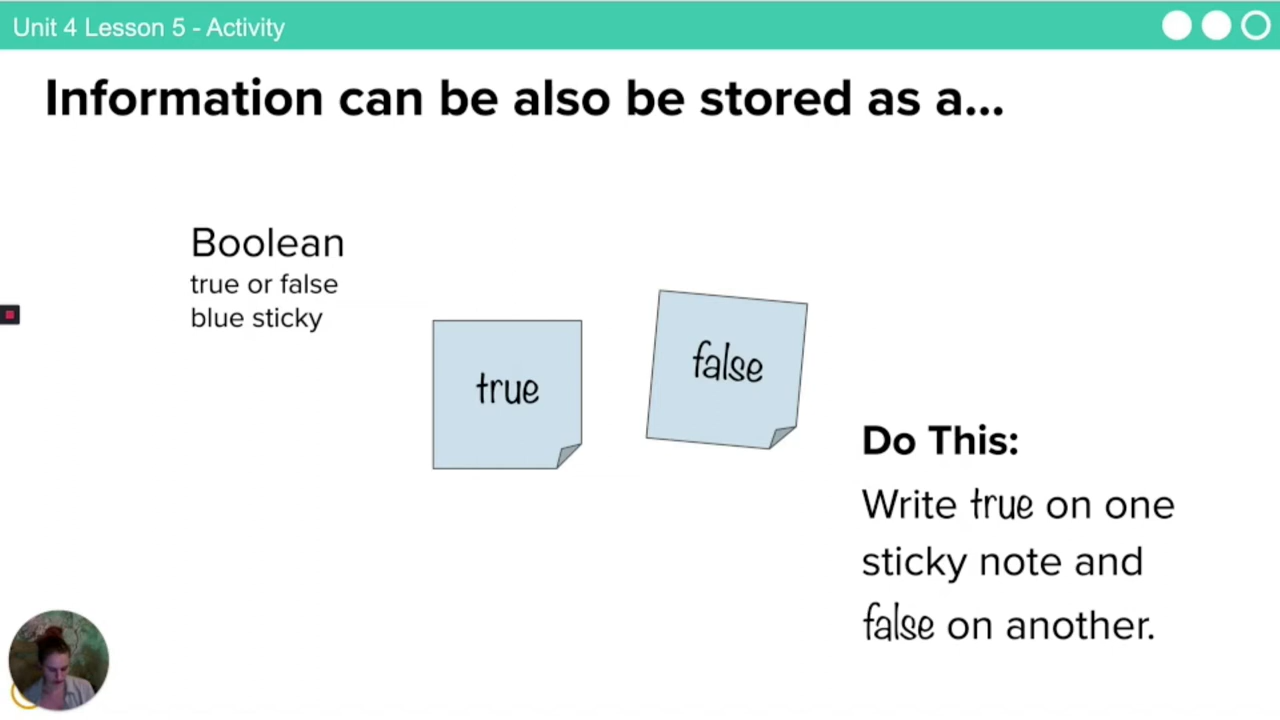 Unit 4 Lesson 5 - Activity
Information can be also be stored as a...
Boolean
true or false
blue sticky
true
false
Do This:
Write true on one
sticky note and
false on another.